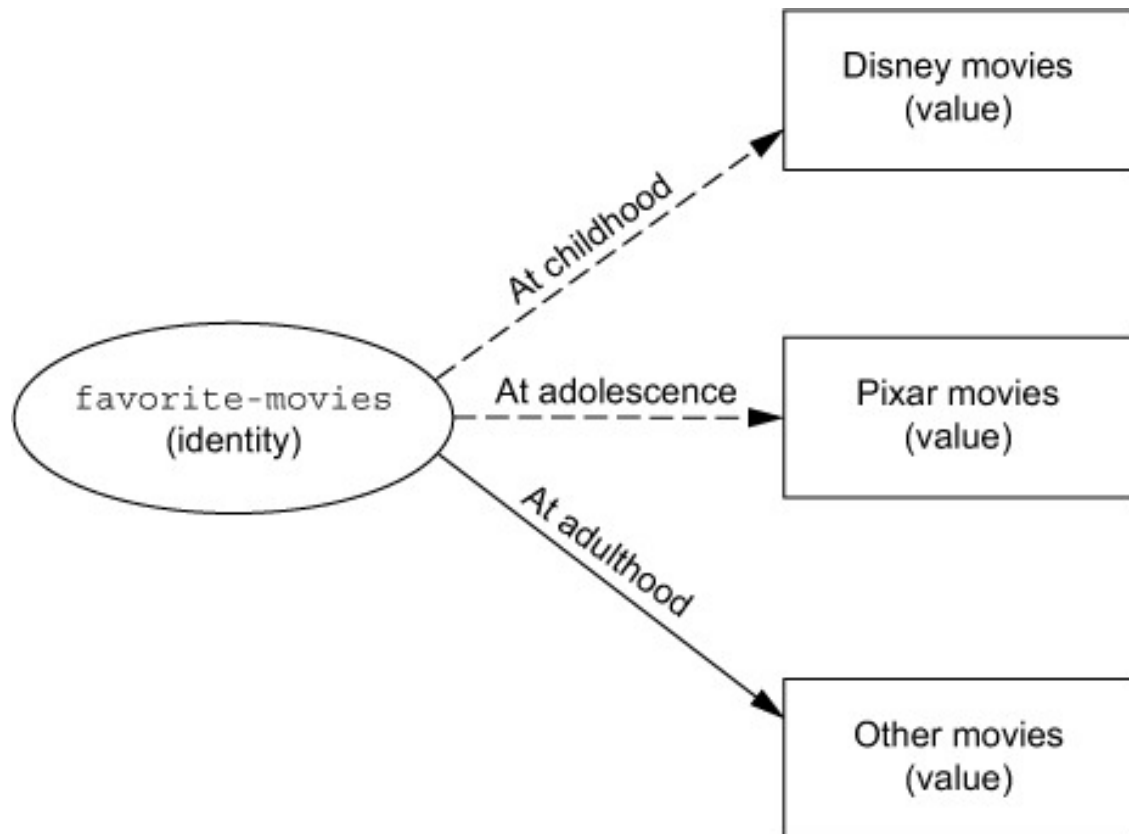 Disney movies
(value)
At childhood
favorite-movies
(identity)
At adolescence
Pixar movies
(value)
At adulthood
Other movies
(value)